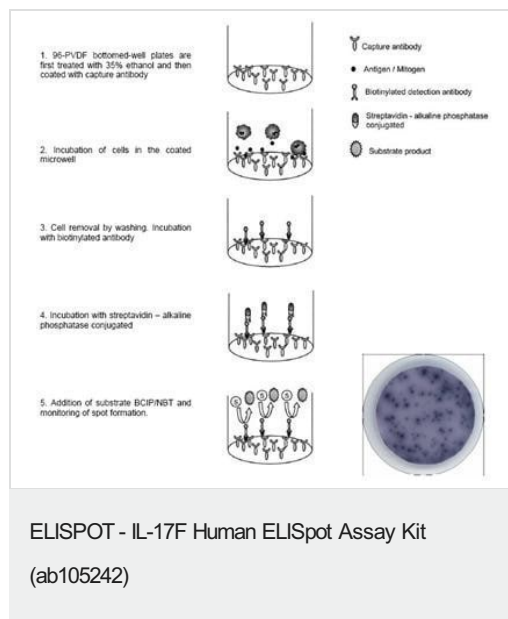 1. 96-PVDF bottomed-well plates are
first treated with 35% ethanol and then
coated with capture antibody
2. Incubation of cells in the coated
microwell
3. Cell removal by washing. Incubation
with biotinylated antibody
4. Incubation with streptavidin – alkaline
phosphatase conjugated
5. Addition of substrate BCIP/NBT and
monitoring of spot formation.
S S S
Capture antibody
Antigen / Mitogen
Biotinylated detection antibody
Streptavidin - alkaline phosphatase
conjugated
Substrate product
ELISPOT - IL-17F Human ELISpot Assay Kit
(ab105242)